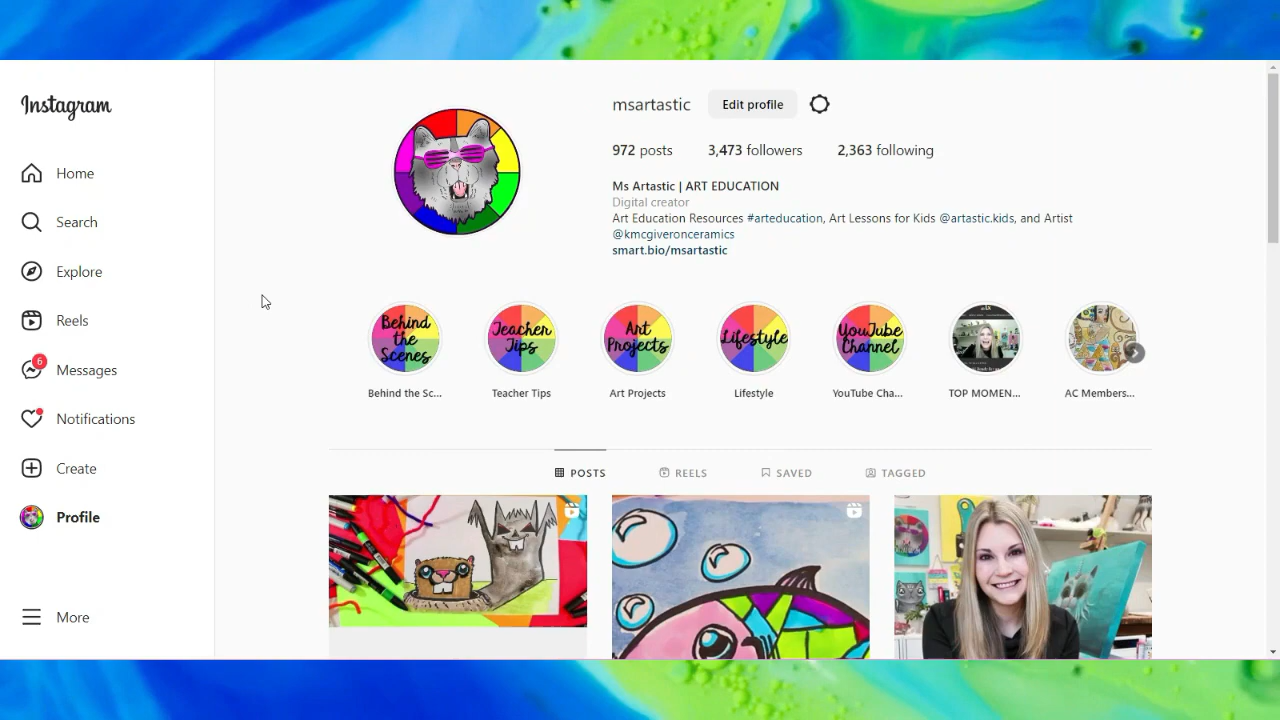 Instagram
Home
Search
Explore
Reels
6
Messages
Notifications
Create
Profile
More
msartastic
Edit profile
972 posts 3,473 followers 2,363 following
Ms Artastic | ART EDUCATION
Digital creator
Art Education Resources #arteducation, Art Lessons for Kids @artastic.kids, and Artist
@kmcgiveronceramics
smart.bio/msartastic
Behind
the
Scenes
Teacher
Tips
Art
Projects
Lifestyle
YouTube
Channel
Behind the Sc...
Teacher Tips
Art Projects
Lifestyle
YouTube Cha...
TOP MOMEN...
AC Members...
POSTS
REELS
SAVED
TAGGED